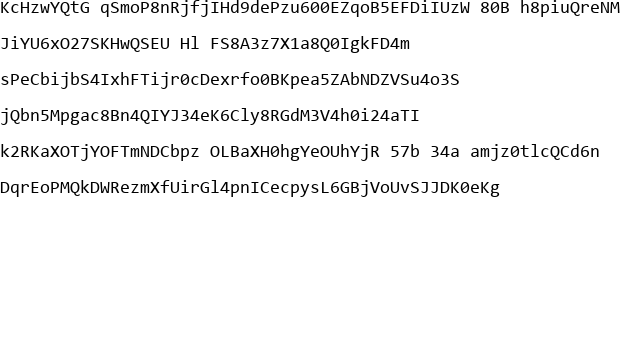 KcHzwYQtG qSmoP8nRjfjIHd9dePzu600EZqoB5EFDiIUzW 80B h8piuQreNM
JiYU6xO27SKHwQSEU Hl FS8A3z7X1a8Q0IgkFD4m
sPeCbijbS4IxhFTijr0cDexrfo0BKpea5ZAbNDZVSu4o3S
jQbn5Mpgac8Bn4QIYJ34eK6Cly8RGdM3V4h0i24aTI
k2RKaXOTjYOFTmNDCbpz OLBaXH0hgYeOUhYjR 57b 34a amjz0tlcQCd6n
DqrEoPMQkDWRezmXfUirGl4pnICecpysL6GBjVoUvSJJDK0eKg